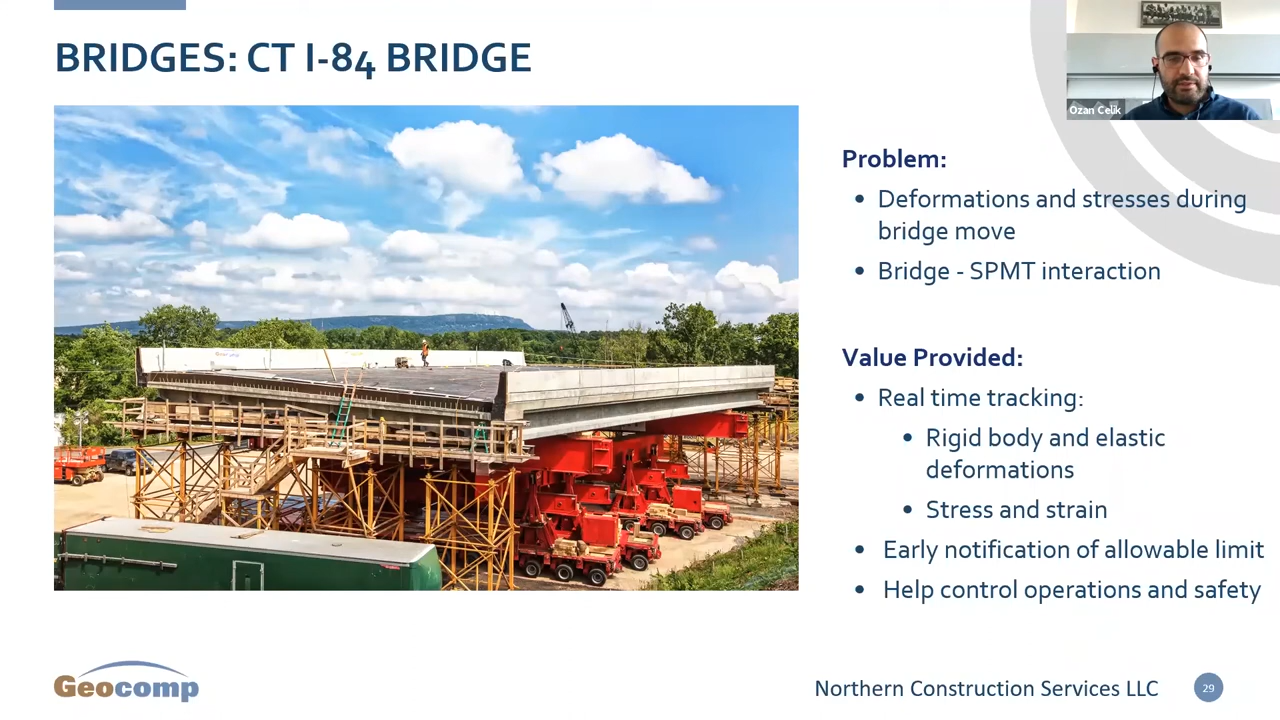 BRIDGES: CT I-84 BRIDGE
Ozan Celik
Problem:
• Deformations and stresses during
bridge move
• Bridge - SPMT interaction
Value Provided:
• Real time tracking:
• Rigid body and elastic
deformations
• Stress and strain
• Early notification of allowable limit
• Help control operations and safety
Geocomp
Northern Construction Services LLC
29